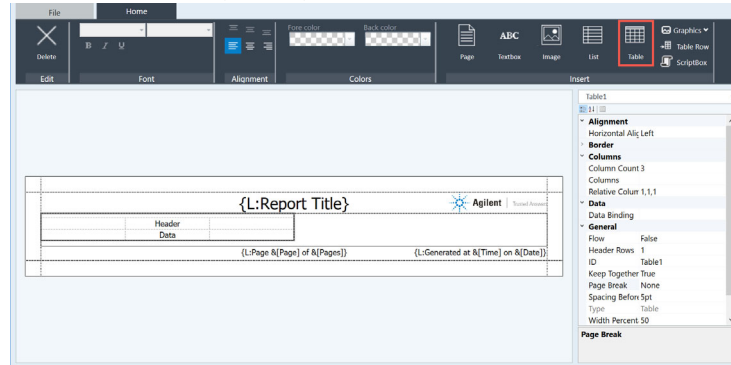 File Home
Delete
B I U
Fore color Back color
Page ABC Textbox Image List Table
Graphics
Table Row
ScriptBox
Edit Font Alignment Colors Insert
Table1
Alignment
Horizontal Alig Left
Border
Columns
Column Count 3
Columns
Relative Colum 1,1,1
Data
Data Binding
General
Flow False
Header Rows 1
ID Table1
Keep Together True
Page Break None
Spacing Before 5pt
Type Table
Width Percent 50
Page Break
{L:Report Title}
Agilent Trusted Answers
Header
Data
{L:Page &[Page] of &[Pages]} {L:Generated at &[Time] on &[Date]}